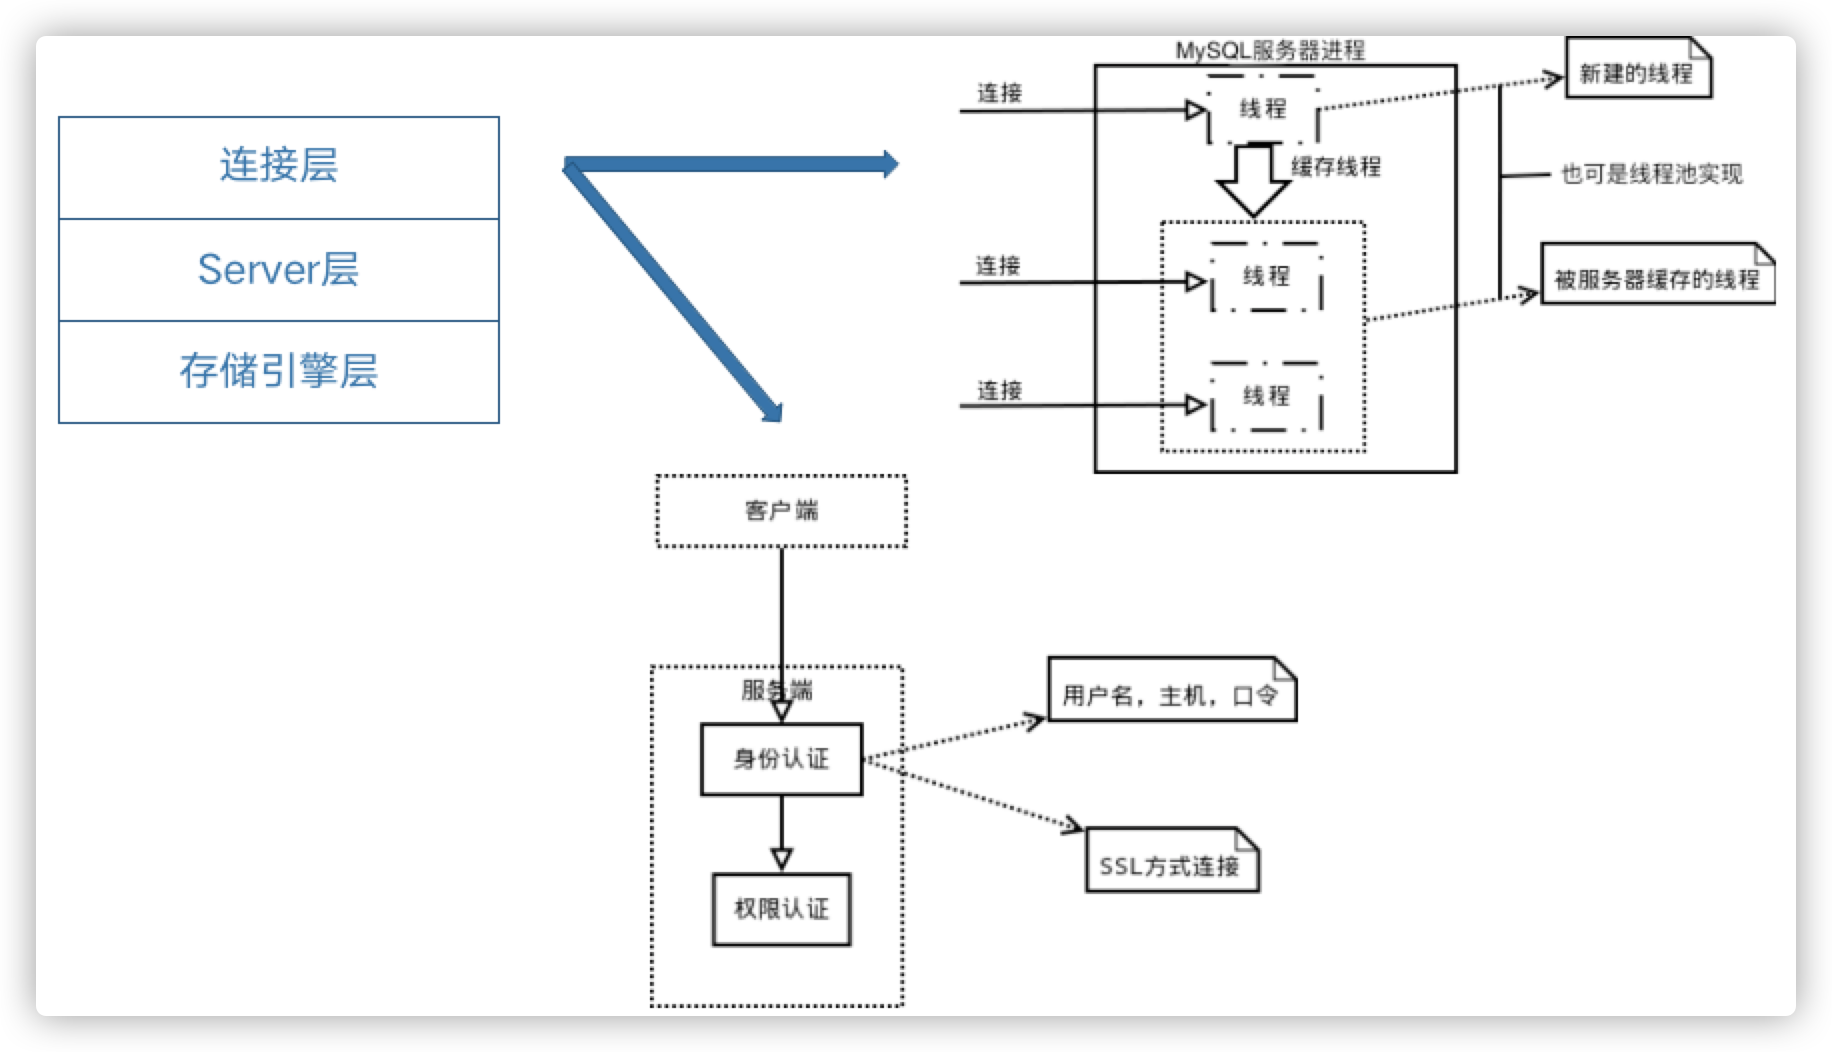 连接层
Server层
存储引擎层
MySQL服务器进程
连接
线程
新建的线程
缓存线程
也可是线程池实现
连接
线程
被服务器缓存的线程
连接
线程
客户端
服务端
身份认证
用户名，主机，口令
SSL方式连接
权限认证